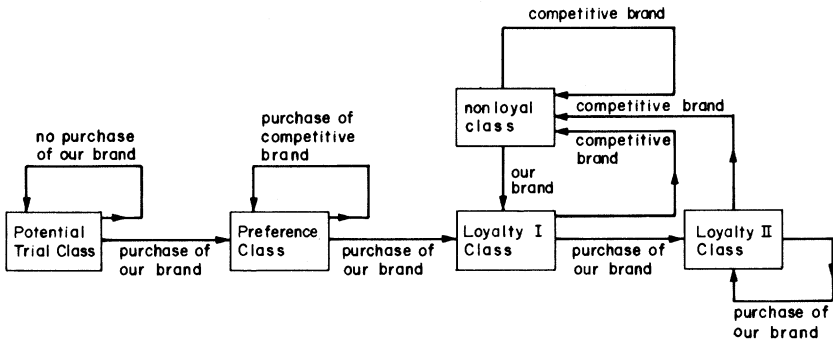 competitive brand
nonloyal
class
competitive brand
purchase of
competitive
brand
no purchase
of our brand
competitive
brand
our
brand
Potential
Trial Class
Preference
Class
Loyalty I
Class
Loyalty II
Class
purchase of
our brand
purchase of
our brand
purchase of
our brand
purchase of
our brand